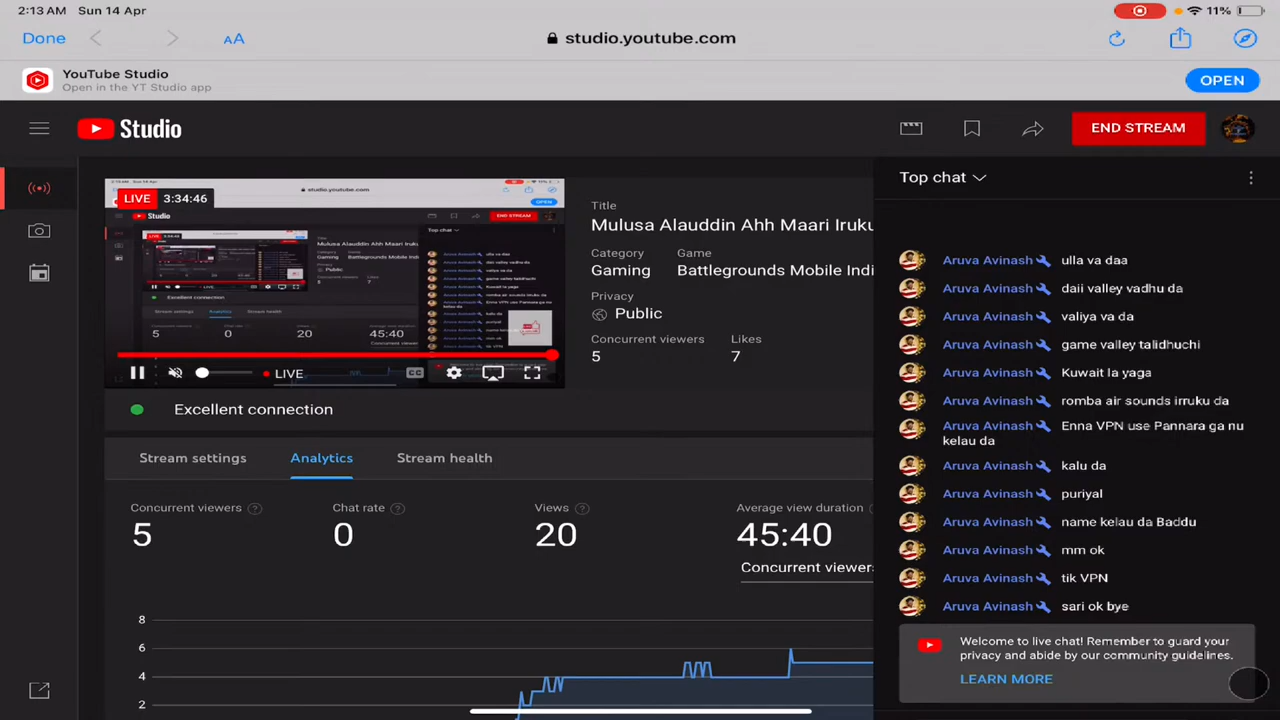 2:13 AM Sun 14 Apr 11%
Done AA studio.youtube.com
YouTube Studio
Open in the YT Studio app
OPEN
Studio
END STREAM
LIVE 3:34:46
LIVE
CC
Excellent connection
Title
Mulusa Alauddin Ahh Maari Iruku
Category Game
Gaming Battlegrounds Mobile Indi
Privacy
Public
Concurrent viewers Likes
5 7
Stream settings Analytics Stream health
Concurrent viewers Chat rate Views Average view duration
5 0 20 45:40
Concurrent viewers
8
6
4
2
Top chat
Aruva Avinash ulla va daa
Aruva Avinash daii valley vadhu da
Aruva Avinash valiya va da
Aruva Avinash game valley talidhuchi
Aruva Avinash Kuwait la yaga
Aruva Avinash romba air sounds irruku da
Aruva Avinash Enna VPN use Pannara ga nu
kelau da
Aruva Avinash kalu da
Aruva Avinash puriyal
Aruva Avinash name kelau da Baddu
Aruva Avinash mm ok
Aruva Avinash tik VPN
Aruva Avinash sari ok bye
Welcome to live chat! Remember to guard your
privacy and abide by our community guidelines.
LEARN MORE